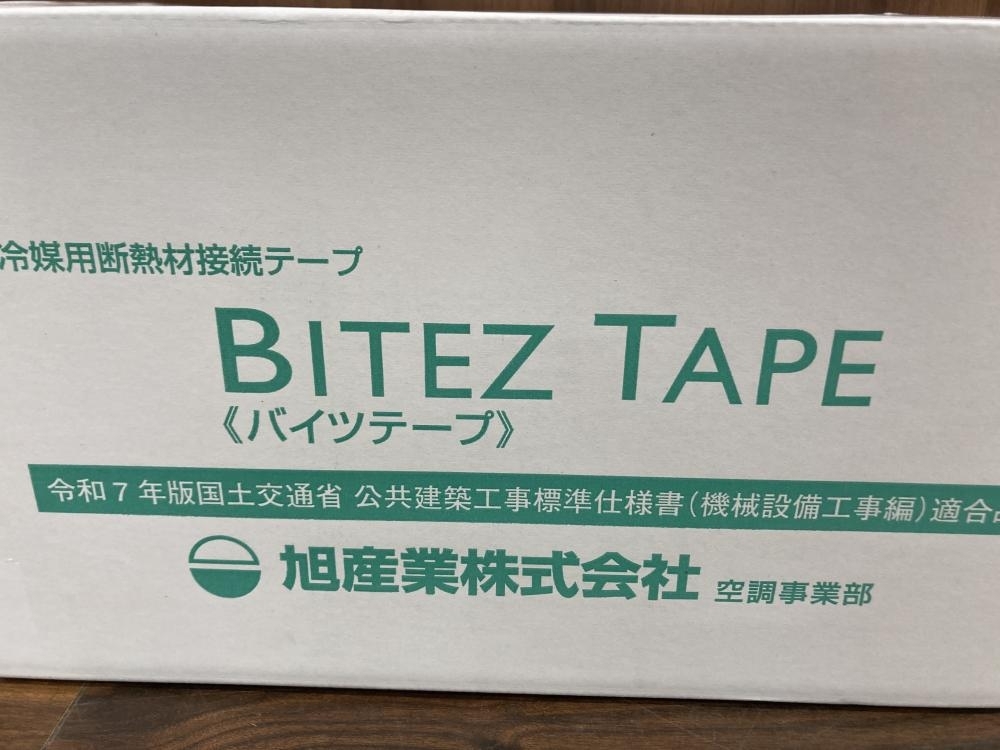 冷媒用断熱材接続テープ
BITEZ TAPE
《バイツテープ》
令和7年版国土交通省 公共建築工事標準仕様書(機械設備工事編)適合
旭産業株式会社 空調事業部